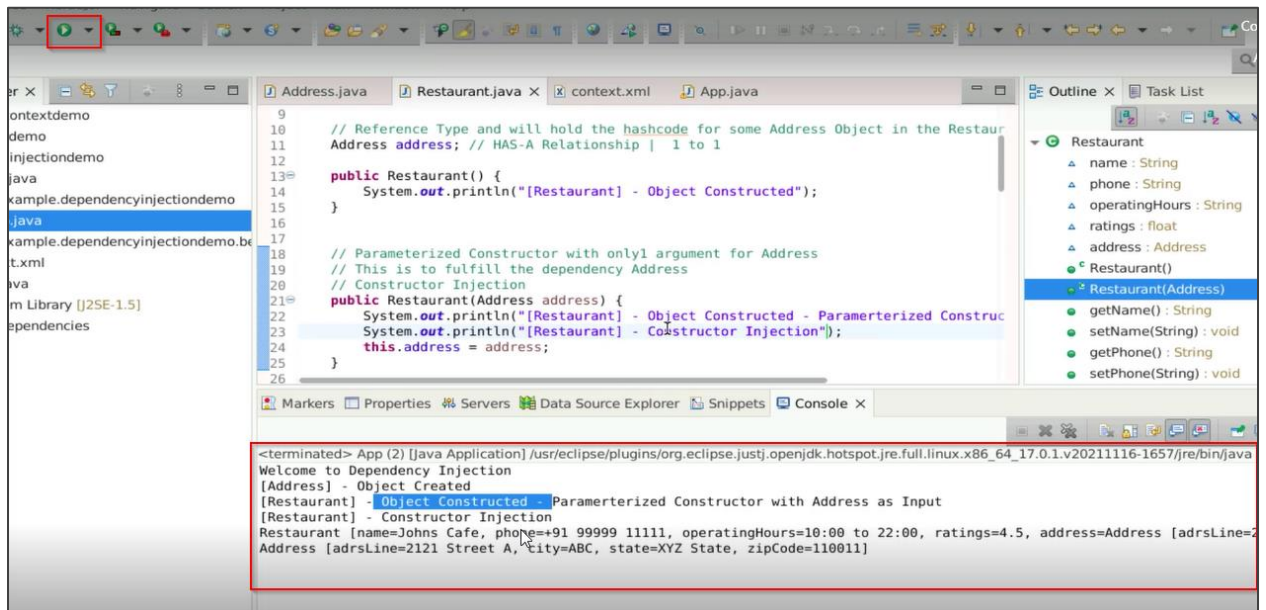 Co
er
Address.java
Restaurant.java
context.xml
App.java
Outline
Task List
ontextdemo
demo
injectiondemo
java
xample.dependencyinjectiondemo
.java
xample.dependencyinjectiondemo.be
t.xml
ava
m Library [J2SE-1.5]
ependencies
9
10 // Reference Type and will hold the hashcode for some Address Object in the Restaur
11 Address address; // HAS-A Relationship | 1 to 1
12
13 public Restaurant() {
14 System.out.println("[Restaurant] - Object Constructed");
15 }
16
17
18 // Parameterized Constructor with only1 argument for Address
19 // This is to fulfill the dependency Address
20 // Constructor Injection
21 public Restaurant(Address address) {
22 System.out.println("[Restaurant] - Object Constructed - Paramerterized Construc
23 System.out.println("[Restaurant] - Constructor Injection");
24 this.address = address;
25 }
26
Restaurant
name : String
phone : String
operatingHours : String
ratings : float
address : Address
Restaurant()
Restaurant(Address)
getName() : String
setName(String) : void
getPhone() : String
setPhone(String) : void
Markers
Properties
Servers
Data Source Explorer
Snippets
Console
<terminated> App (2) [Java Application] /usr/eclipse/plugins/org.eclipse.justj.openjdk.hotspot.jre.full.linux.x86_64_17.0.1.v20211116-1657/jre/bin/java
Welcome to Dependency Injection
[Address] - Object Created
[Restaurant] - Object Constructed - Paramerterized Constructor with Address as Input
[Restaurant] - Constructor Injection
Restaurant [name=Johns Cafe, phone=+91 99999 11111, operatingHours=10:00 to 22:00, ratings=4.5, address=Address [adrsLine=2
Address [adrsLine=2121 Street A, city=ABC, state=XYZ State, zipCode=110011]